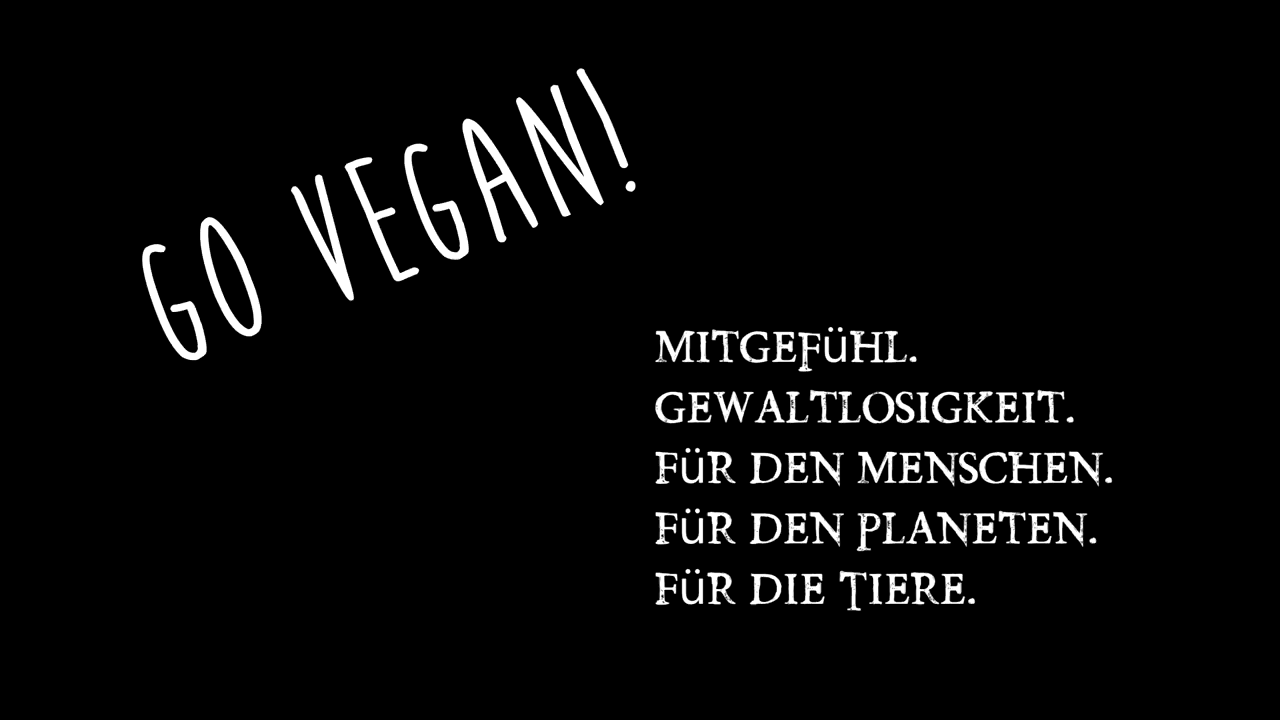 GO VEGAN!
MITGEFÜHL.
GEWALTLOSIGKEIT.
FÜR DEN MENSCHEN.
FÜR DEN PLANETEN.
FÜR DIE TIERE.